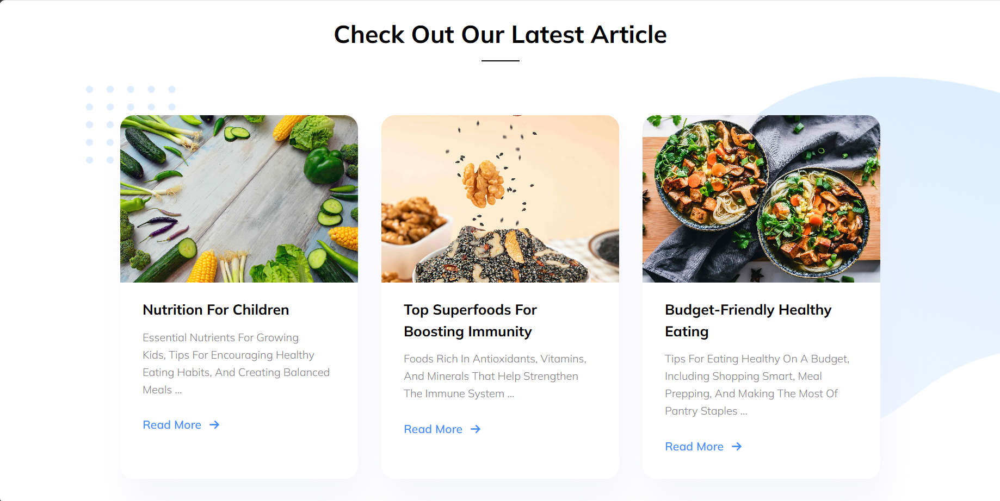 Check Out Our Latest Article
Nutrition For Children
Essential Nutrients For Growing
Kids, Tips For Encouraging Healthy
Eating Habits, And Creating Balanced
Meals ...
Read More
Top Superfoods For
Boosting Immunity
Foods Rich In Antioxidants, Vitamins,
And Minerals That Help Strengthen
The Immune System ...
Read More
Budget-Friendly Healthy
Eating
Tips For Eating Healthy On A Budget,
Including Shopping Smart, Meal
Prepping, And Making The Most Of
Pantry Staples ...
Read More